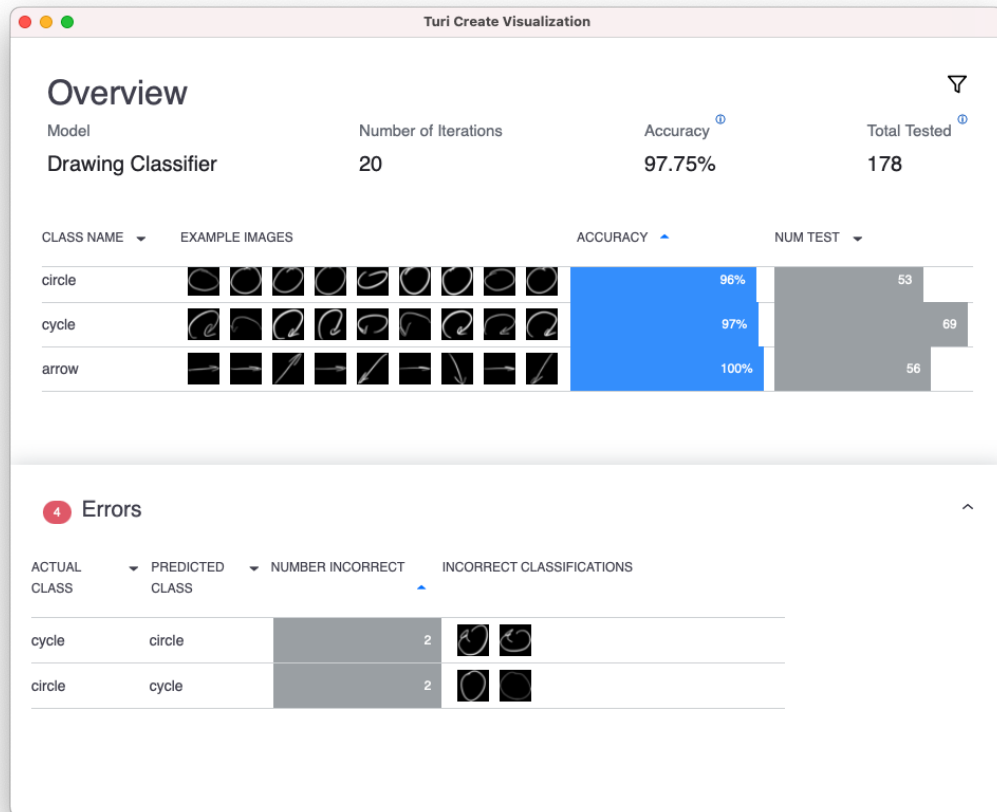 Turi Create Visualization
Overview
Model Number of Iterations Accuracy Total Tested
Drawing Classifier 20 97.75% 178
CLASS NAME EXAMPLE IMAGES ACCURACY NUM TEST
circle 96% 53
cycle 97% 69
arrow 100% 56
4 Errors
ACTUAL PREDICTED NUMBER INCORRECT INCORRECT CLASSIFICATIONS
CLASS CLASS
cycle circle 2
circle cycle 2